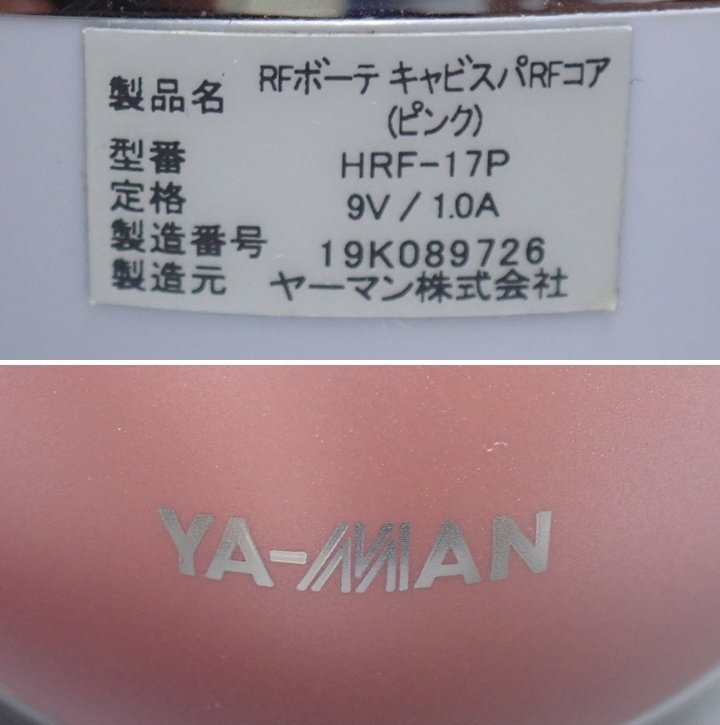 製品名 RFボーテ キャビスパRFコア
(ピンク)
型番 HRF-17P
定格 9V / 1.0A
製造番号 19K089726
製造元 ヤーマン株式会社
YA-MAN